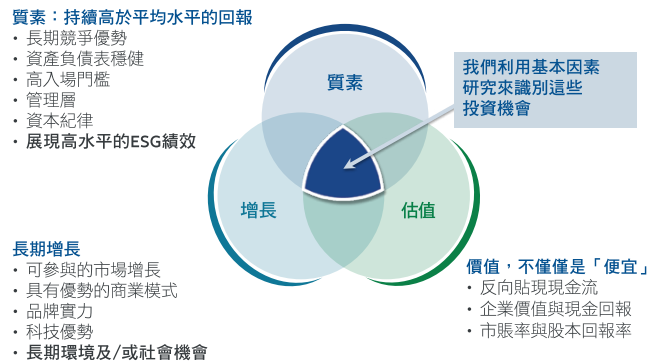 質素：持續高於平均水平的回報
• 長期競爭優勢
• 資產負債表穩健
• 高入場門檻
• 管理層
• 資本紀律
• 展現高水平的ESG績效
質素
我們利用基本因素
研究來識別這些
投資機會
增長
估值
長期增長
• 可參與的市場增長
• 具有優勢的商業模式
• 品牌實力
• 科技優勢
• 長期環境及/或社會機會
價值，不僅僅是「便宜」
• 反向貼現現金流
• 企業價值與現金回報
• 市賬率與股本回報率